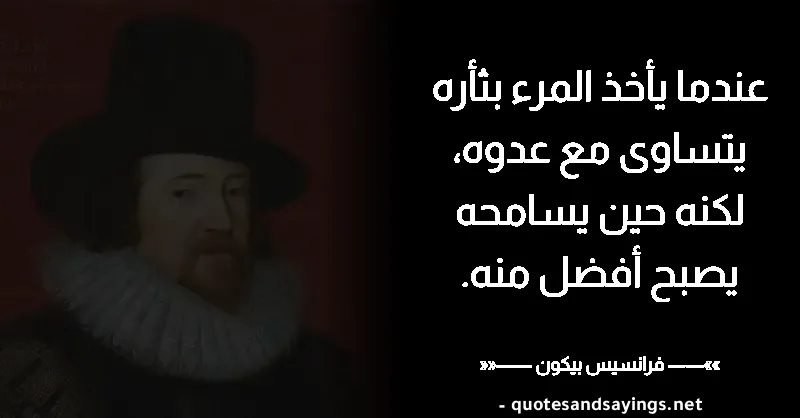 عندما يأخذ المرء بثأره
يتساوى مع عدوه،
لكنه حين يسامحه
يصبح أفضل منه.
»»—— فرانسيس بيكون ——««
- quotesandsayings.net